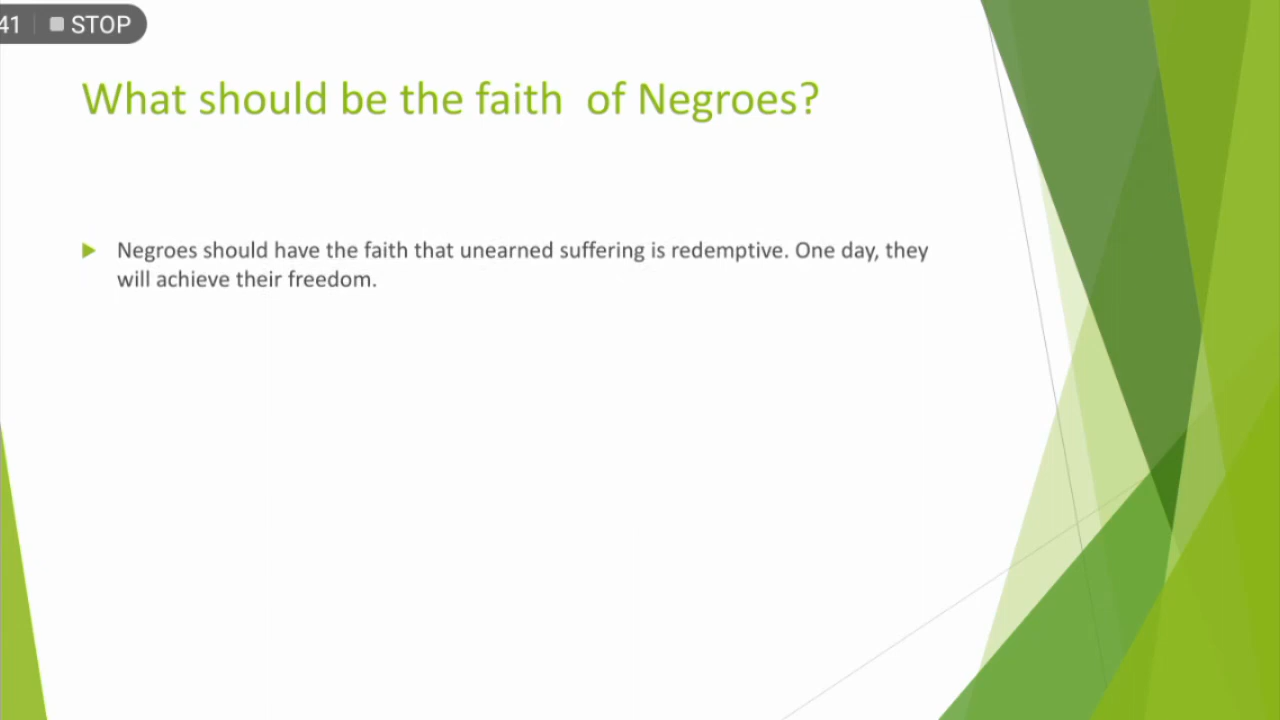 41 STOP
What should be the faith of Negroes?
Negroes should have the faith that unearned suffering is redemptive. One day, they
will achieve their freedom.